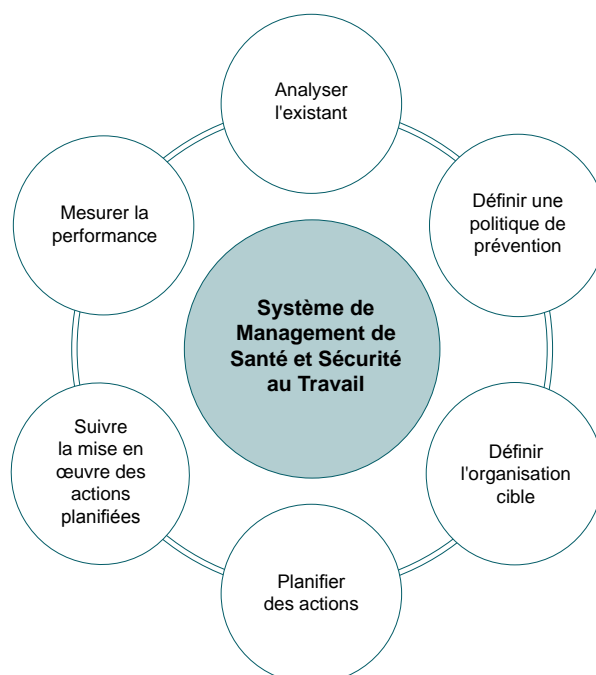 Analyser
l'existant
Définir une
politique de
prévention
Définir
l'organisation
cible
Planifier
des actions
Suivre
la mise en
œuvre des
actions
planifiées
Mesurer la
performance
Système de
Management de
Santé et Sécurité
au Travail